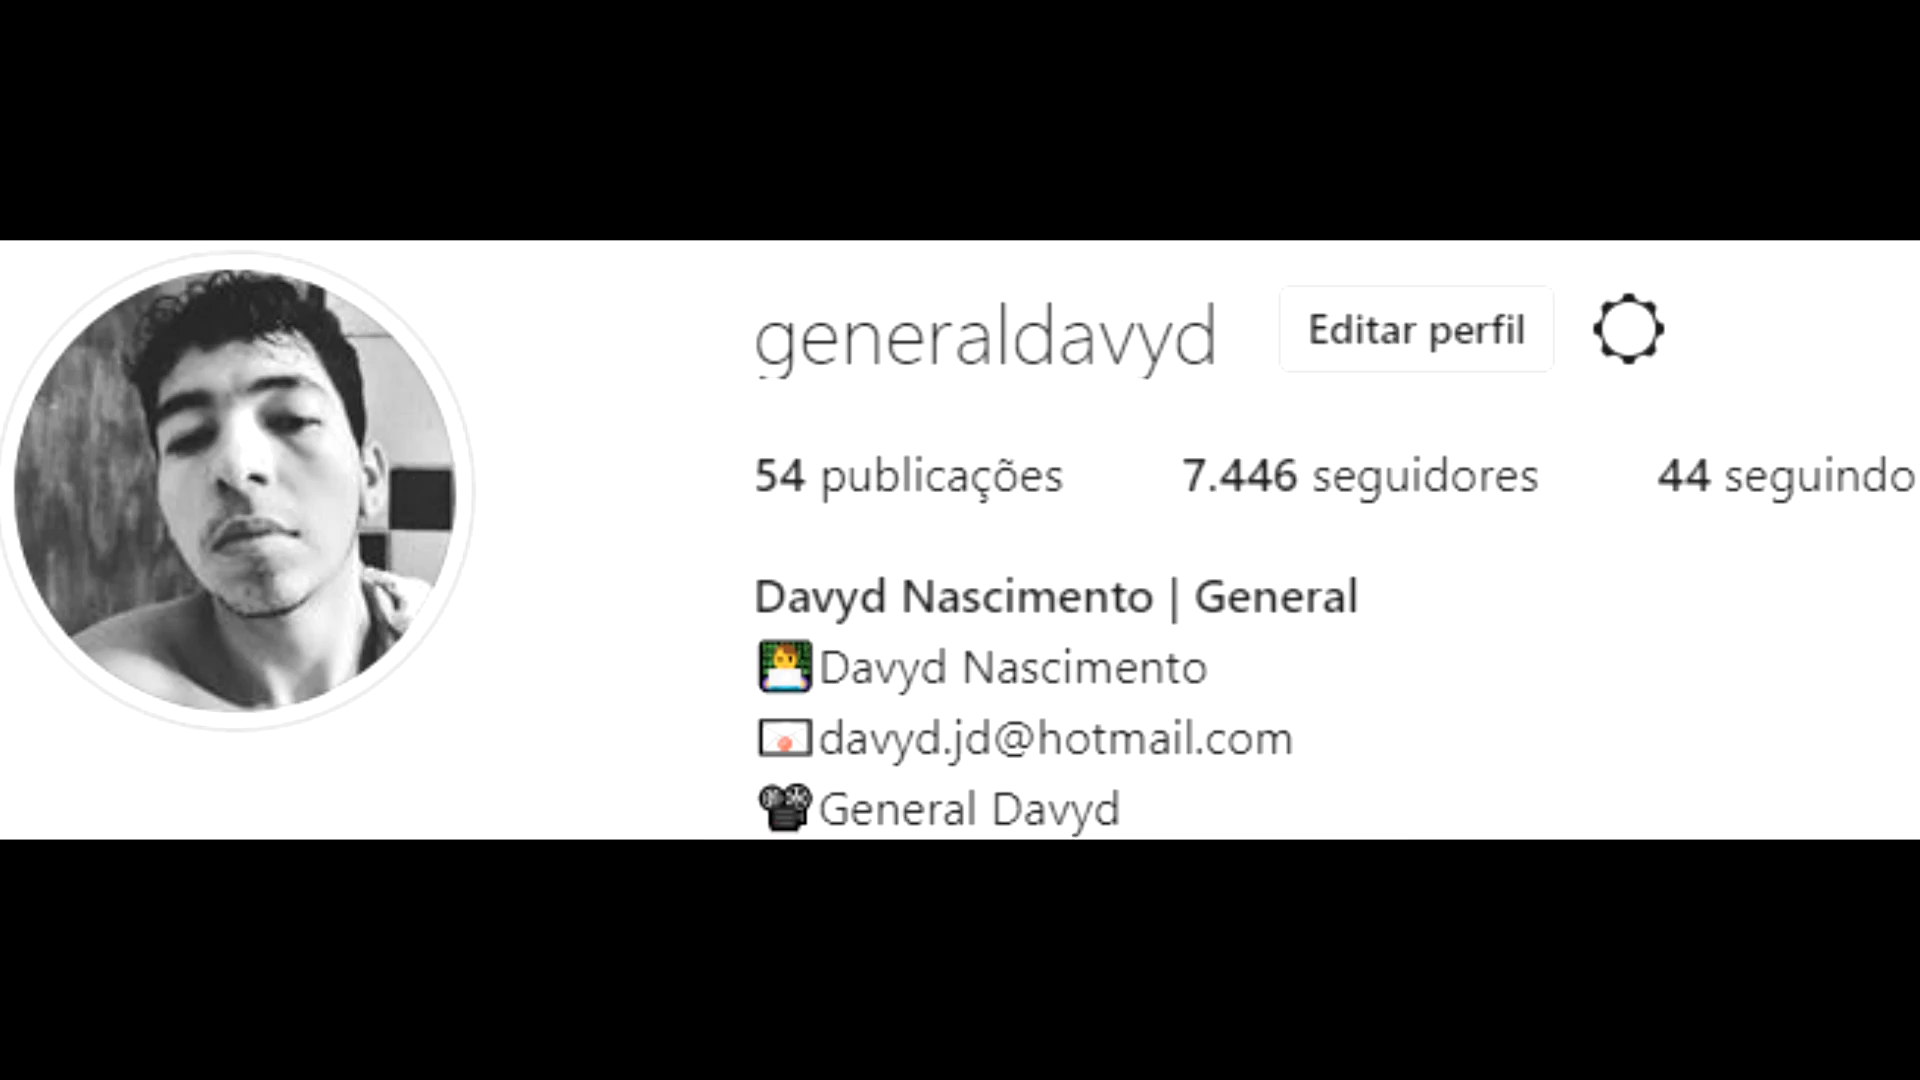 generaldavyd Editar perfil
54 publicações 7.446 seguidores 44 seguindo
Davyd Nascimento | General
Davyd Nascimento
davyd.jd@hotmail.com
General Davyd